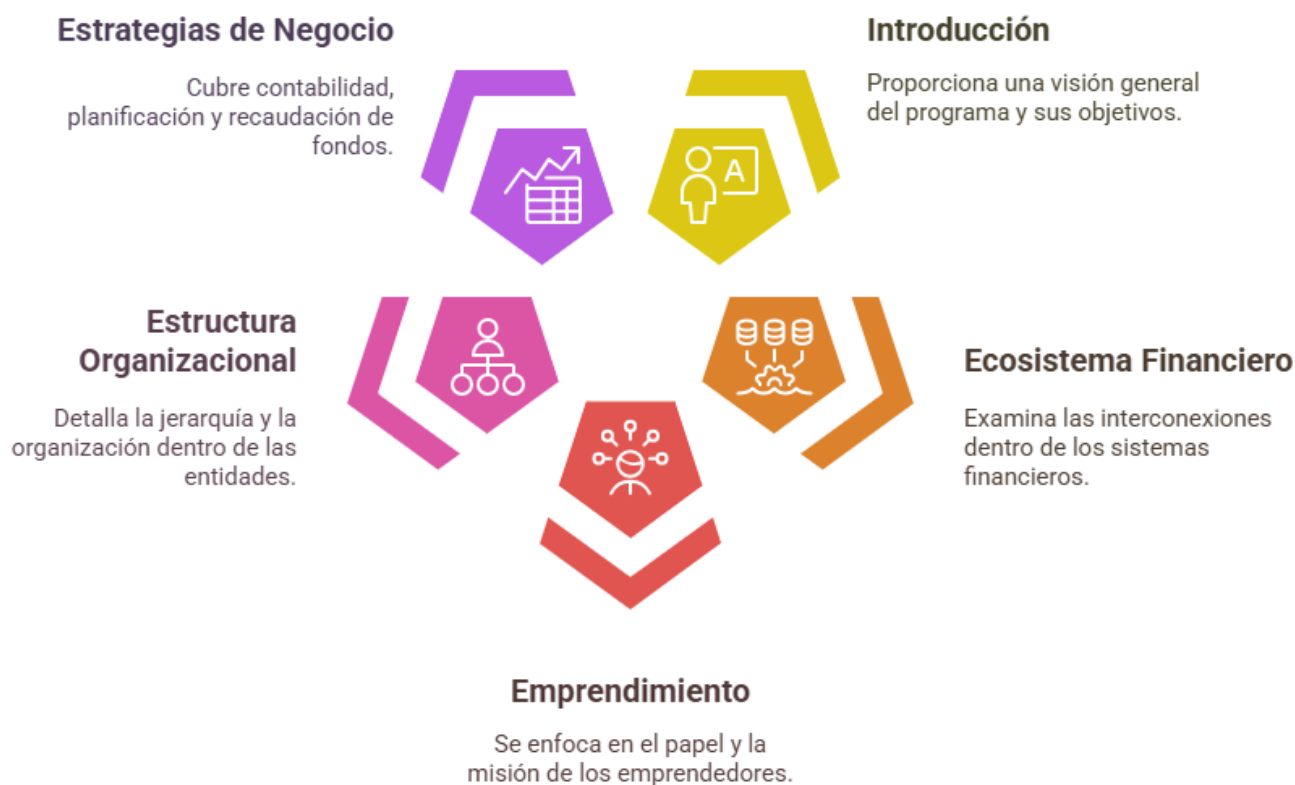 Estrategias de Negocio
Cubre contabilidad,
planificación y recaudación de
fondos.
Introducción
Proporciona una visión general
del programa y sus objetivos.
A
Estructura
Organizacional
Detalla la jerarquía y la
organización dentro de las
entidades.
Ecosistema Financiero
Examina las interconexiones
dentro de los sistemas
financieros.
Emprendimiento
Se enfoca en el papel y la
misión de los emprendedores.